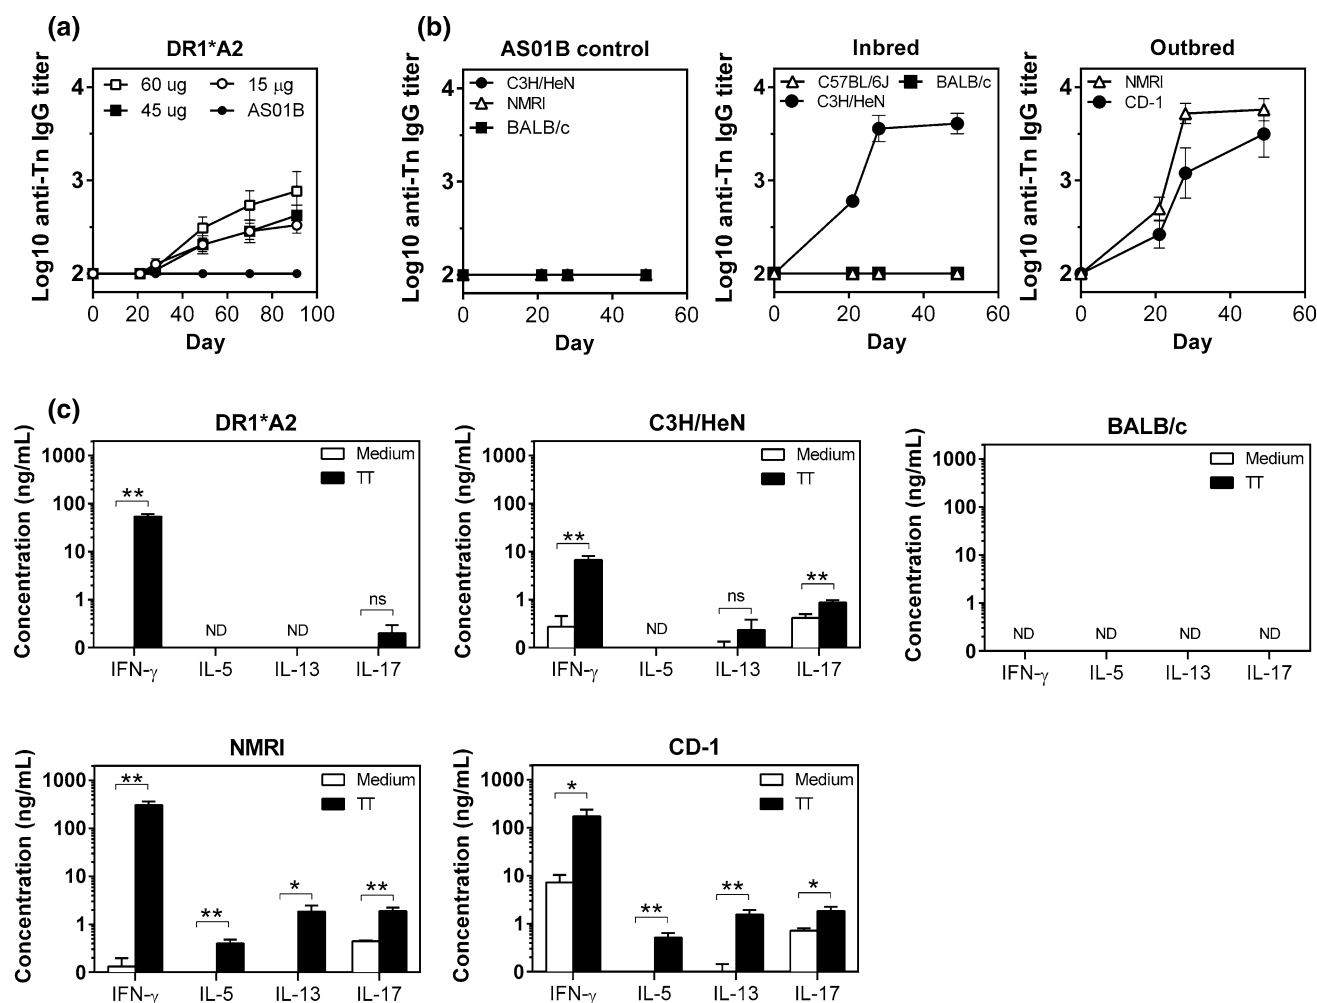 (a)
DR1*A2
Log10 anti-Tn IgG titer
4
3
2
60 ug
45 ug
15 µg
AS01B
0 20 40 60 80 100
Day
(b)
AS01B control
Log10 anti-Tn IgG titer
4
3
2
C3H/HeN
NMRI
BALB/c
0 20 40 60
Day
Inbred
Log10 anti-Tn IgG titer
4
3
2
C57BL/6J
C3H/HeN
BALB/c
0 20 40 60
Day
Outbred
Log10 anti-Tn IgG titer
4
3
2
NMRI
CD-1
0 20 40 60
Day
(c)
DR1*A2
Concentration (ng/mL)
1000
100
10
1
0
Medium
TT
**
ND
ND
ns
IFN-γ IL-5 IL-13 IL-17
C3H/HeN
Concentration (ng/mL)
1000
100
10
1
0
Medium
TT
**
ND
ns
**
IFN-γ IL-5 IL-13 IL-17
BALB/c
Concentration (ng/mL)
1000
100
10
1
0
Medium
TT
ND ND ND ND
IFN-γ IL-5 IL-13 IL-17
NMRI
Concentration (ng/mL)
1000
100
10
1
0
Medium
TT
**
**
*
**
IFN-γ IL-5 IL-13 IL-17
CD-1
Concentration (ng/mL)
1000
100
10
1
0
Medium
TT
*
**
**
*
IFN-γ IL-5 IL-13 IL-17